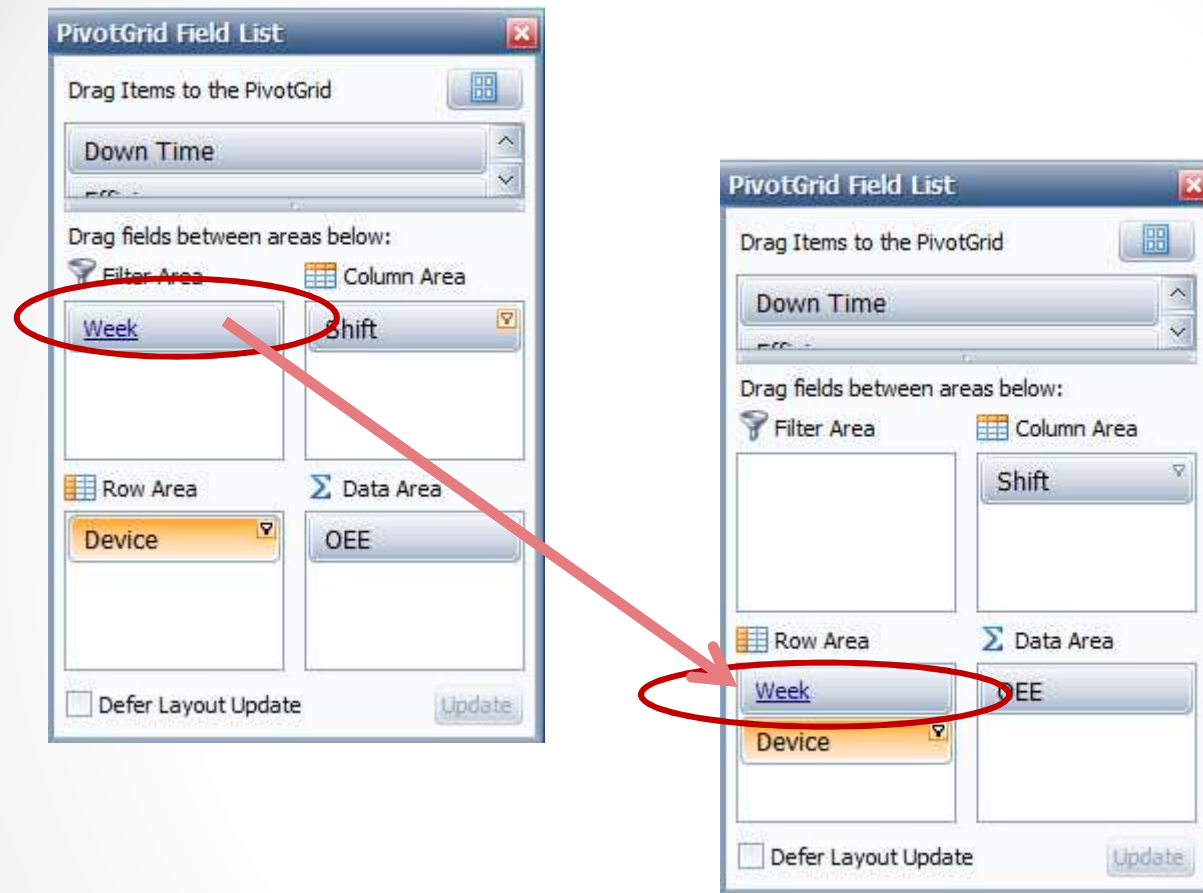 PivotGrid Field List
Drag Items to the PivotGrid
Down Time
Drag fields between areas below:
Filter Area
Column Area
Week
Shift
Row Area
Σ Data Area
Device
OEE
Defer Layout Update
Update
PivotGrid Field List
Drag Items to the PivotGrid
Down Time
Drag fields between areas below:
Filter Area
Column Area
Shift
Row Area
Σ Data Area
Week
OEE
Device
Defer Layout Update
Update